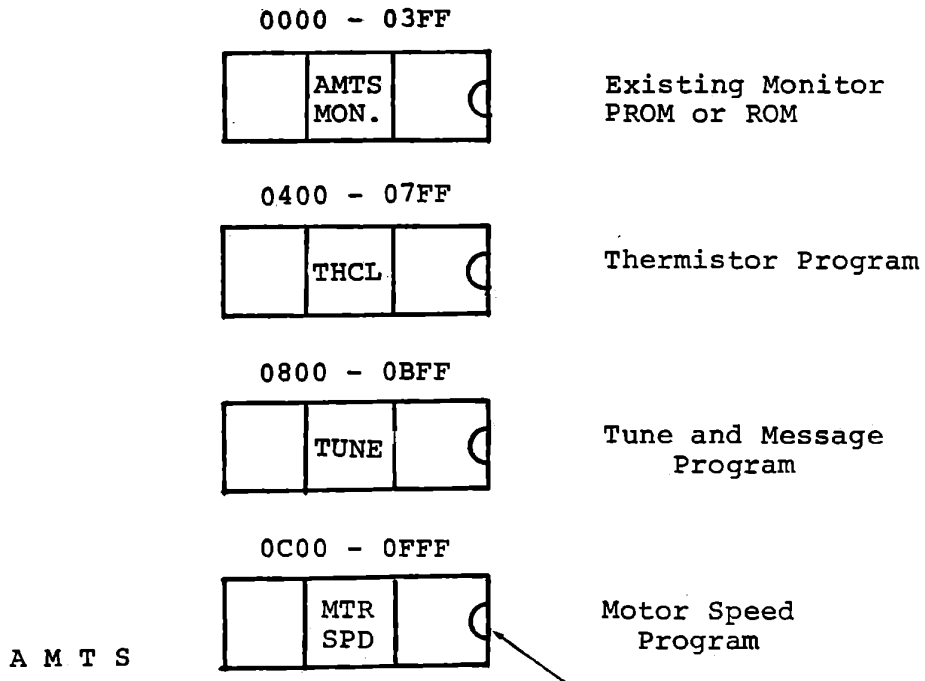 0000 - 03FF
AMTS
MON.
Existing Monitor
PROM or ROM
0400 - 07FF
THCL
Thermistor Program
0800 - 0BFF
TUNE
Tune and Message
Program
0C00 - 0FFF
MTR
SPD
Motor Speed
Program
A M T S